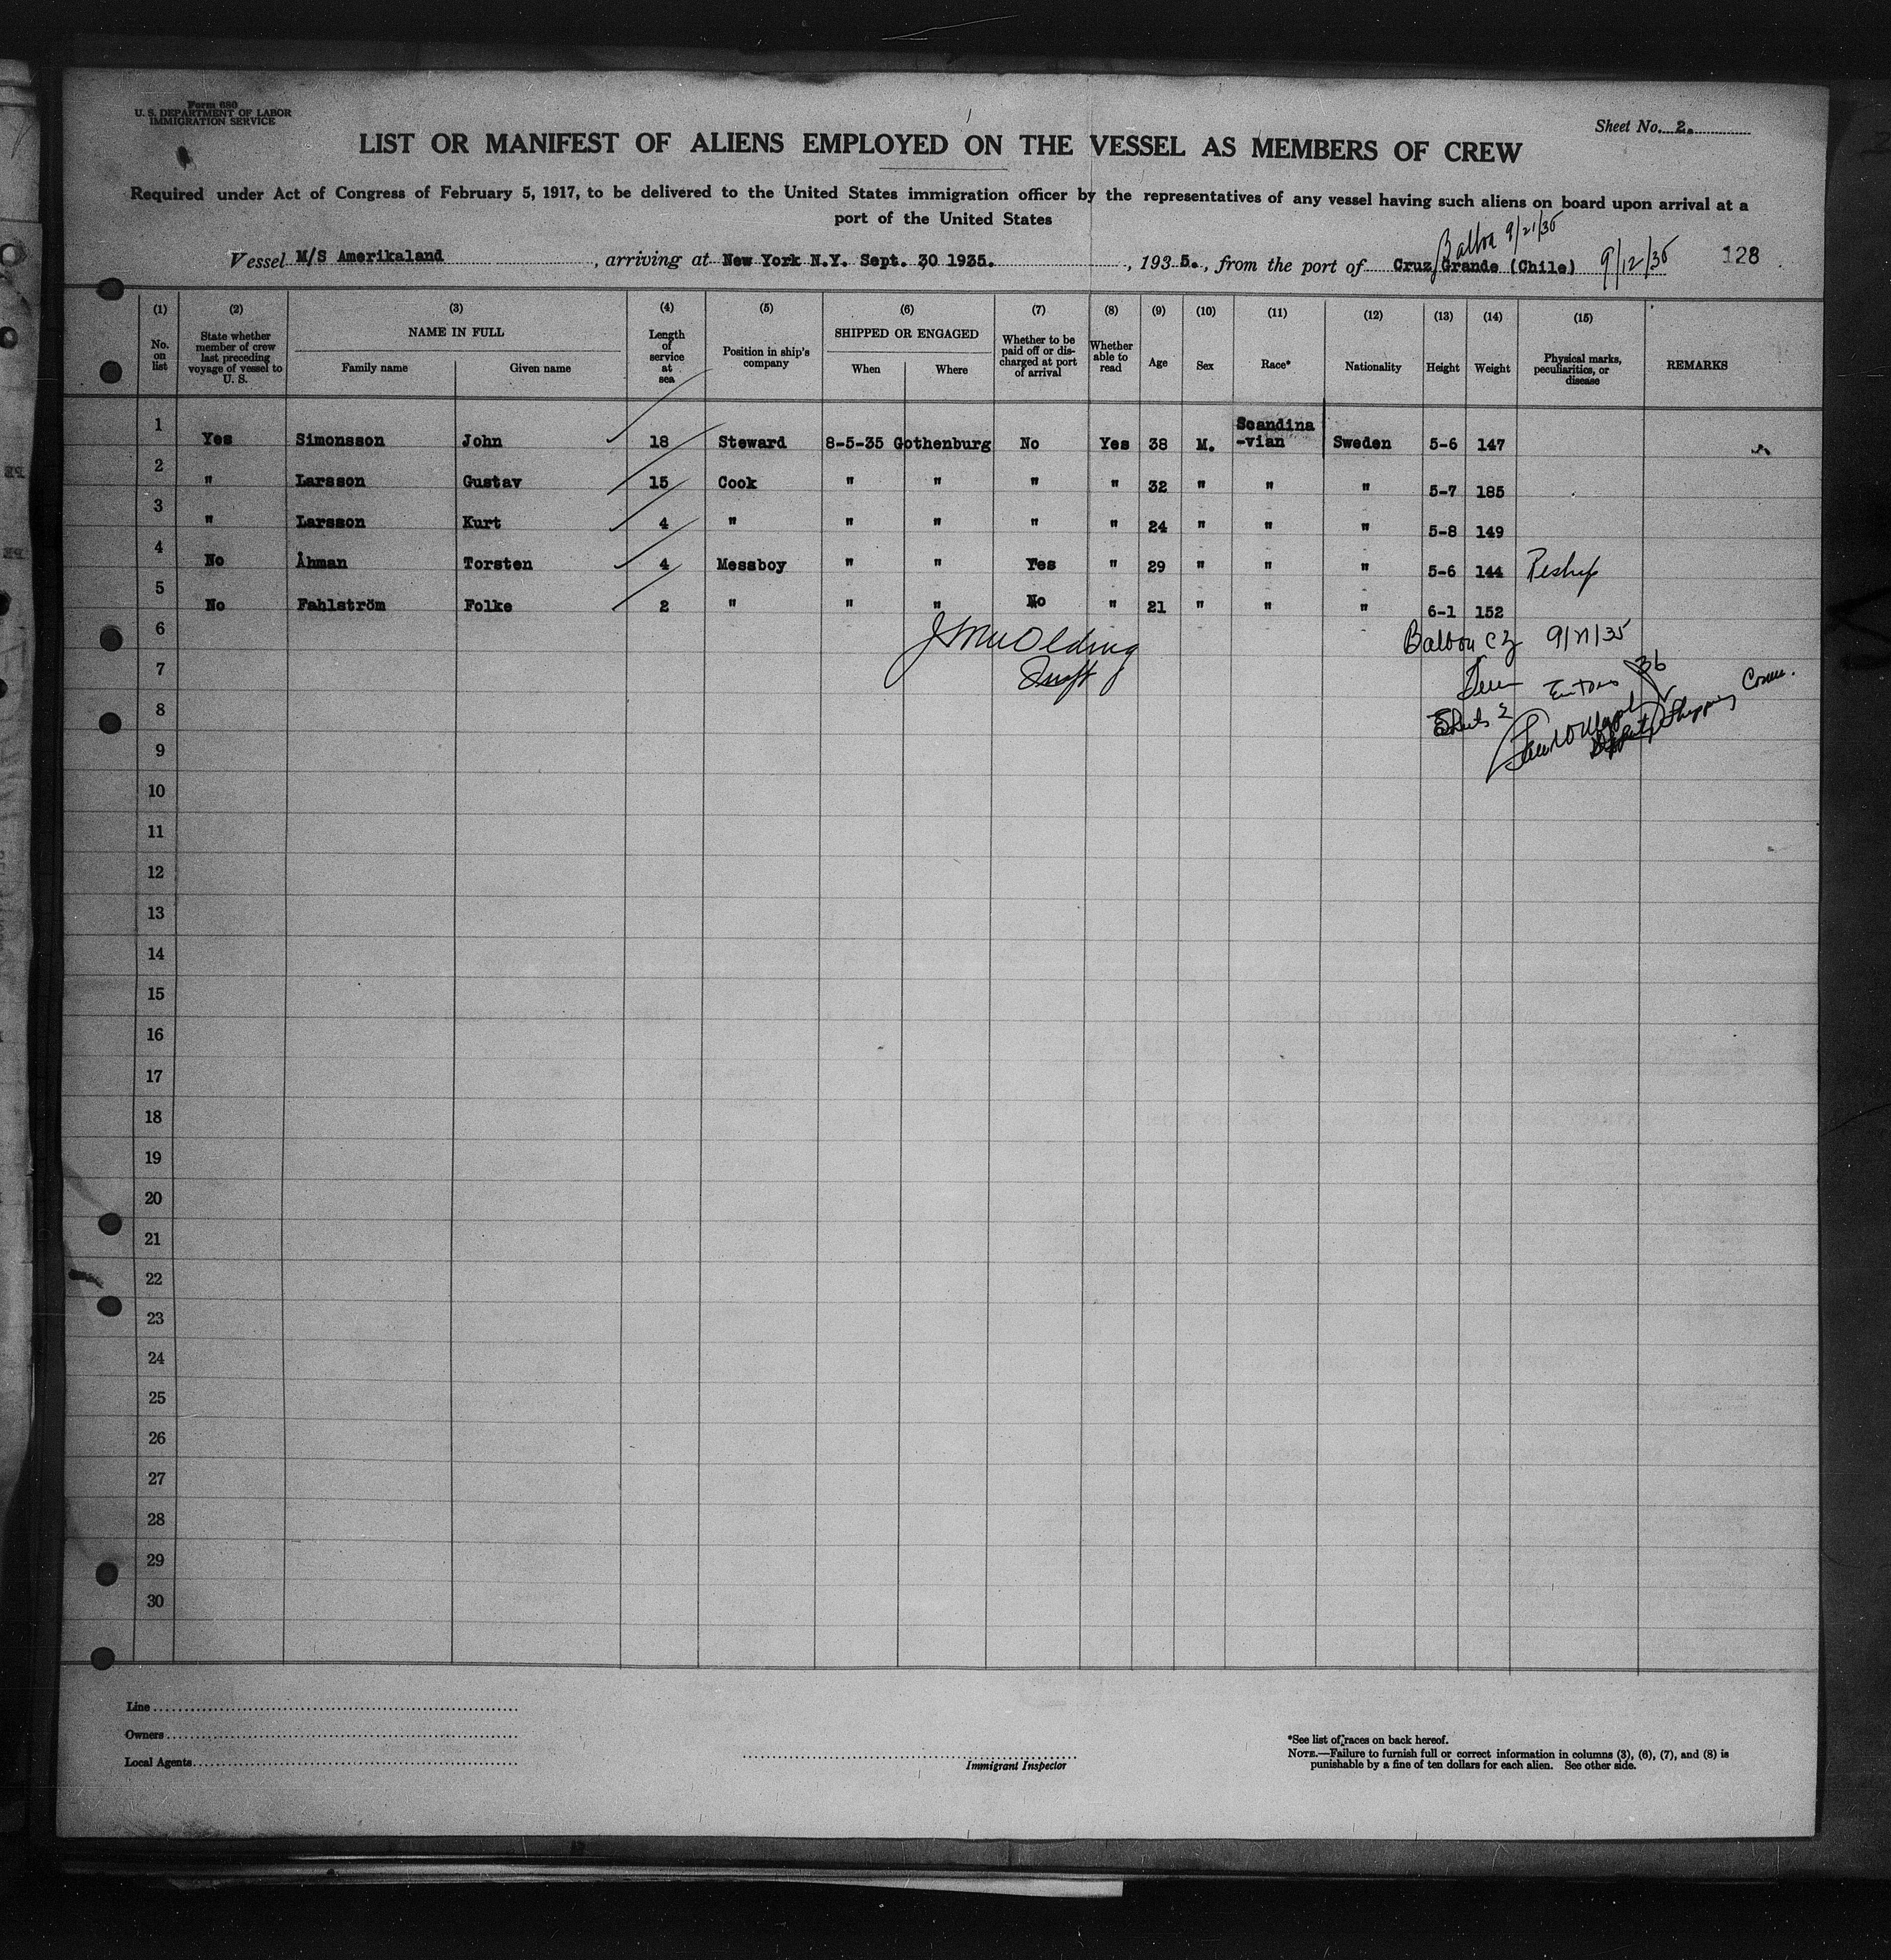 Form 680
U. S. DEPARTMENT OF LABOR
IMMIGRATION SERVICE
Sheet No. 2.
LIST OR MANIFEST OF ALIENS EMPLOYED ON THE VESSEL AS MEMBERS OF CREW
Required under Act of Congress of February 5, 1917, to be delivered to the United States immigration officer by the representatives of any vessel having such aliens on board upon arrival at a
port of the United States
Balboa 9/21/35
Vessel M/S Amerikaland, arriving at New York N.Y. Sept. 30 1935. , 193 5. , from the port of Cruz Grande (Chile) 9/12/35 128
(1) (2) (3) (4) (5) (6) (7) (8) (9) (10) (11) (12) (13) (14) (15)
No. on list State whether member of crew last preceding voyage of vessel to U. S. NAME IN FULL Length of service at sea Position in ship's company SHIPPED OR ENGAGED Whether to be paid off or discharged at port of arrival Whether able to read Age Sex Race* Nationality Height Weight Physical marks, peculiarities, or disease REMARKS
Family name Given name When Where
1 Yes Simonsson John 18 Steward 8-5-35 Gothenburg No Yes 38 M. Scandina-vian Sweden 5-6 147
2 " Larsson Gustav 15 Cook " " " " 32 " " " 5-7 185
3 " Larsson Kurt 4 " " " " " 24 " " " 5-8 149
4 No Åhman Torsten 4 Messboy " " Yes " 29 " " " 5-6 144 Reship
5 No Fahlström Folke 2 " " " No " 21 " " " 6-1 152
6
Balboa CZ 9/21/35
7
36
8
Sheets 2
Deputy Shipping Comm.
9
10
11
12
13
14
15
16
17
18
19
20
21
22
23
24
25
26
27
28
29
30
Line
Owners
Local Agents
Immigrant Inspector
*See list of races on back hereof.
NOTE.—Failure to furnish full or correct information in columns (3), (6), (7), and (8) is
punishable by a fine of ten dollars for each alien. See other side.